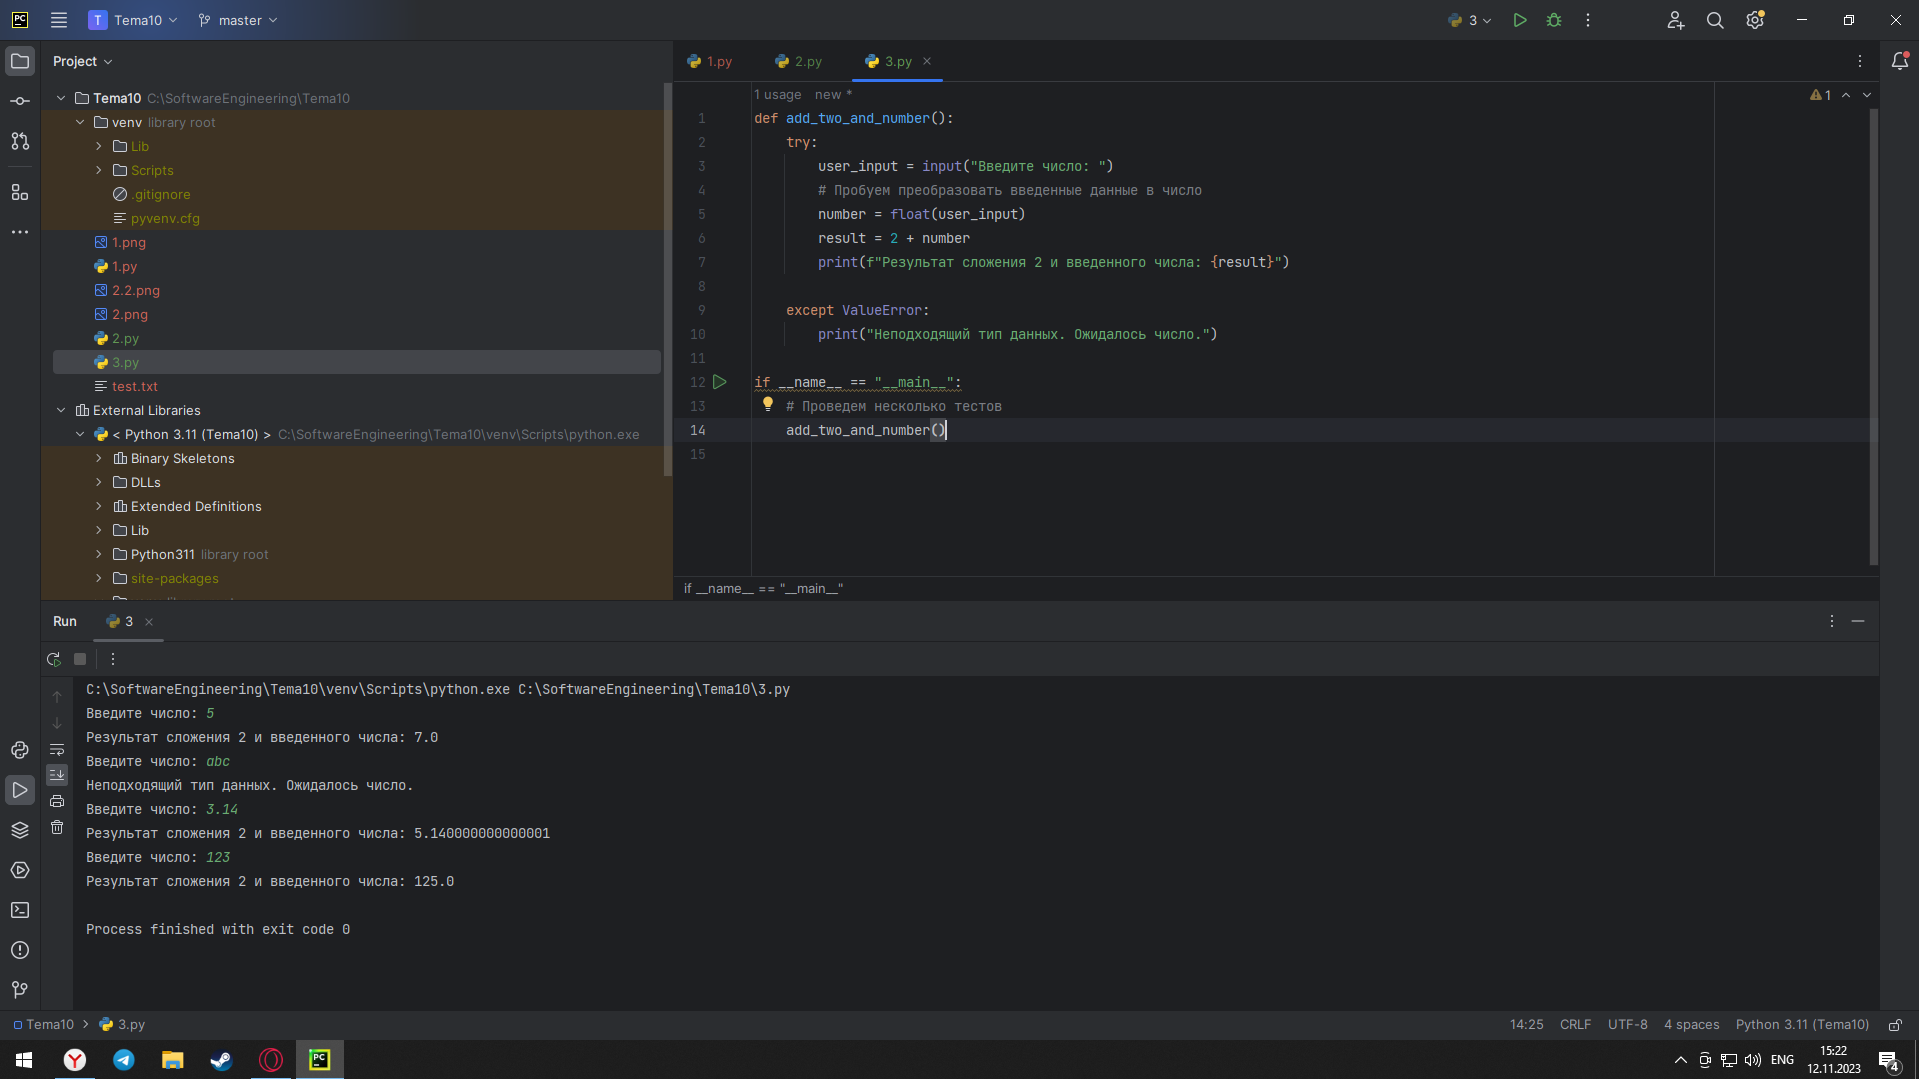 PC
T Tema10 master
3
Project
1.py 2.py 3.py
Tema10 C:\SoftwareEngineering\Tema10
venv library root
Lib
Scripts
.gitignore
pyvenv.cfg
1.png
1.py
2.2.png
2.png
2.py
3.py
test.txt
External Libraries
< Python 3.11 (Tema10) > C:\SoftwareEngineering\Tema10\venv\Scripts\python.exe
Binary Skeletons
DLLs
Extended Definitions
Lib
Python311 library root
site-packages
1 usage new *
1
1 def add_two_and_number():
2 try:
3 user_input = input("Введите число: ")
4 # Пробуем преобразовать введенные данные в число
5 number = float(user_input)
6 result = 2 + number
7 print(f"Результат сложения 2 и введенного числа: {result}")
8
9 except ValueError:
10 print("Неподходящий тип данных. Ожидалось число.")
11
12 if __name__ == "__main__":
13 # Проведем несколько тестов
14 add_two_and_number()
15
if __name__ == "__main__"
Run 3
C:\SoftwareEngineering\Tema10\venv\Scripts\python.exe C:\SoftwareEngineering\Tema10\3.py
Введите число: 5
Результат сложения 2 и введенного числа: 7.0
Введите число: abc
Неподходящий тип данных. Ожидалось число.
Введите число: 3.14
Результат сложения 2 и введенного числа: 5.140000000000001
Введите число: 123
Результат сложения 2 и введенного числа: 125.0
Process finished with exit code 0
Tema10 > 3.py
14:25 CRLF UTF-8 4 spaces Python 3.11 (Tema10)
Y PC ENG 15:22
12.11.2023 4